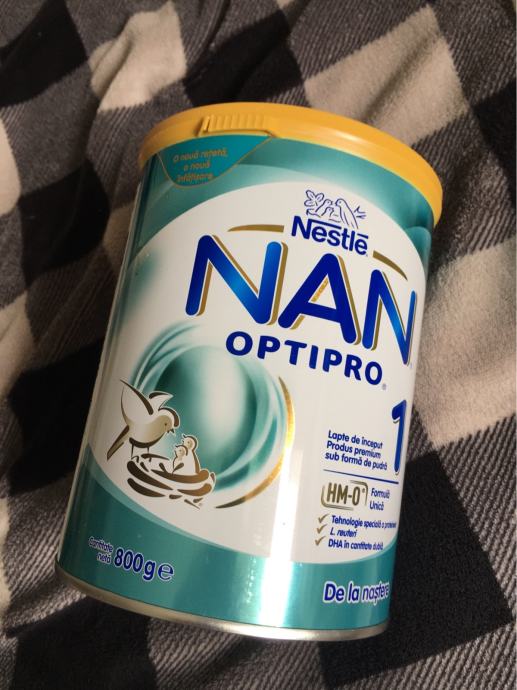 O nouă rețetă,
o nouă
înfățișare
Nestlé
NAN
OPTIPRO®
1
Lapte de început
Produs premium
sub formă de pudră
HM-O
Formulă
Unică
Tehnologie specială a
L. reuteri
DHA în cantitate dublă
Cantitate
netă 800g e
De la naștere